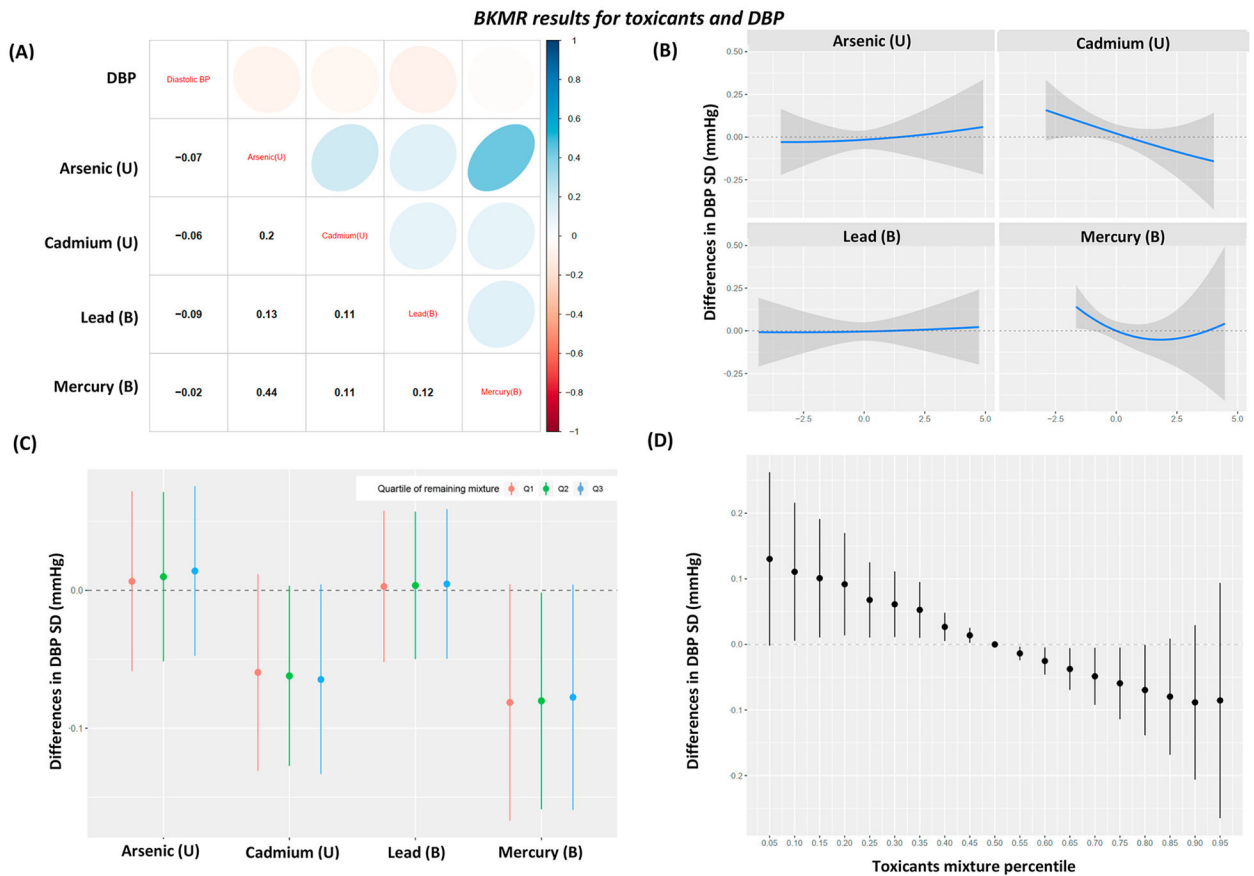 BKMR results for toxicants and DBP
(A)
1
0.8
0.6
0.4
0.2
0
−0.2
−0.4
−0.6
−0.8
−1
DBP
Diastolic BP
Arsenic (U)
−0.07
Arsenic(U)
Cadmium (U)
−0.06
0.2
Cadmium(U)
Lead (B)
−0.09
0.13
0.11
Lead(B)
Mercury (B)
−0.02
0.44
0.11
0.12
Mercury(B)
(B)
Differences in DBP SD (mmHg)
Arsenic (U)
Cadmium (U)
0.50
0.25
0.00
-0.25
Lead (B)
Mercury (B)
0.50
0.25
0.00
-0.25
−2.5
0.0
2.5
5.0
−2.5
0.0
2.5
5.0
(C)
Differences in DBP SD (mmHg)
Quartile of remaining mixture Q1 Q2 Q3
0.0
-0.1
Arsenic (U)
Cadmium (U)
Lead (B)
Mercury (B)
(D)
Differences in DBP SD (mmHg)
0.2
0.1
0.0
-0.1
-0.2
0.05 0.10 0.15 0.20 0.25 0.30 0.35 0.40 0.45 0.50 0.55 0.60 0.65 0.70 0.75 0.80 0.85 0.90 0.95
Toxicants mixture percentile